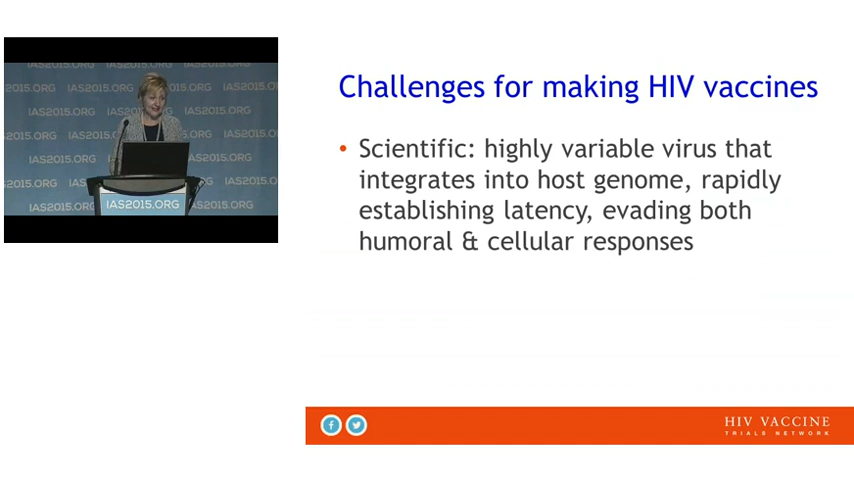 IAS2015.ORG IAS2015.ORG
2015.ORG IAS2015.ORG IAS2015.ORG
IAS2015.ORG IAS2015.ORG
IAS2015.ORG
IAS2015.ORG
Challenges for making HIV vaccines
• Scientific: highly variable virus that
integrates into host genome, rapidly
establishing latency, evading both
humoral & cellular responses
HIV VACCINE
TRIALS NETWORK